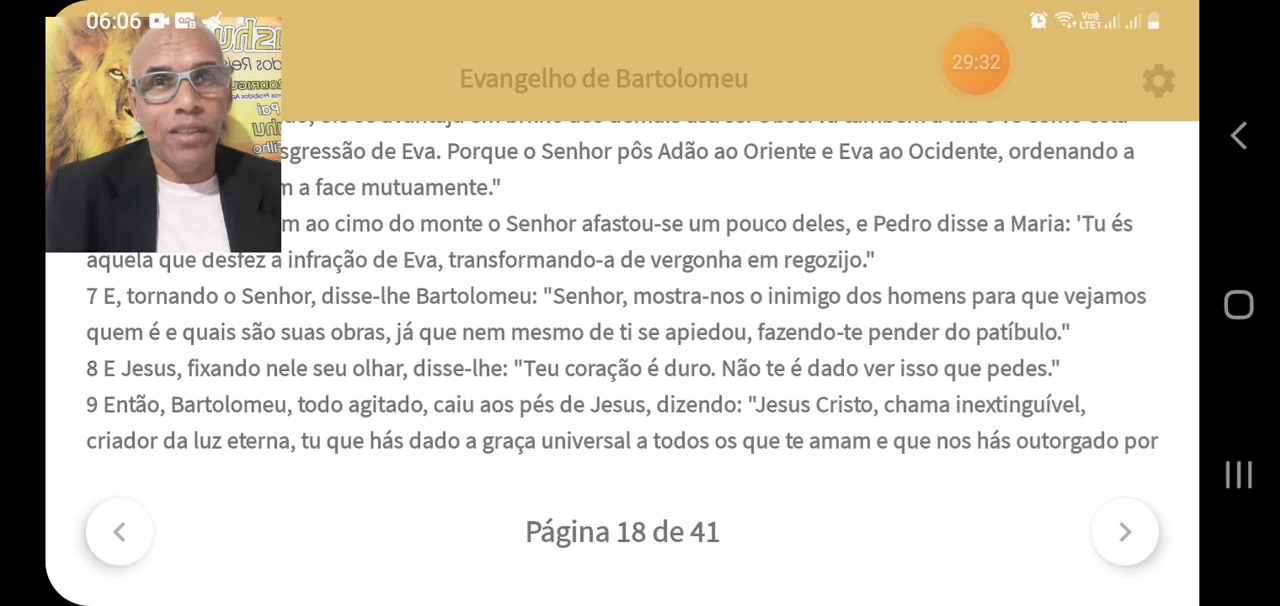 06:06
Vo)
LTE1
Evangelho de Bartolomeu
29:32
dos Reis
Pai
Filho
sgressão de Eva. Porque o Senhor pôs Adão ao Oriente e Eva ao Ocidente, ordenando a
a face mutuamente."
ao cimo do monte o Senhor afastou-se um pouco deles, e Pedro disse a Maria: 'Tu és
aquela que desfez a infração de Eva, transformando-a de vergonha em regozijo."
7 E, tornando o Senhor, disse-lhe Bartolomeu: "Senhor, mostra-nos o inimigo dos homens para que vejamos
quem é e quais são suas obras, já que nem mesmo de ti se apiedou, fazendo-te pender do patíbulo."
8 E Jesus, fixando nele seu olhar, disse-lhe: "Teu coração é duro. Não te é dado ver isso que pedes."
9 Então, Bartolomeu, todo agitado, caiu aos pés de Jesus, dizendo: "Jesus Cristo, chama inextinguível,
criador da luz eterna, tu que hás dado a graça universal a todos os que te amam e que nos hás outorgado por
Página 18 de 41